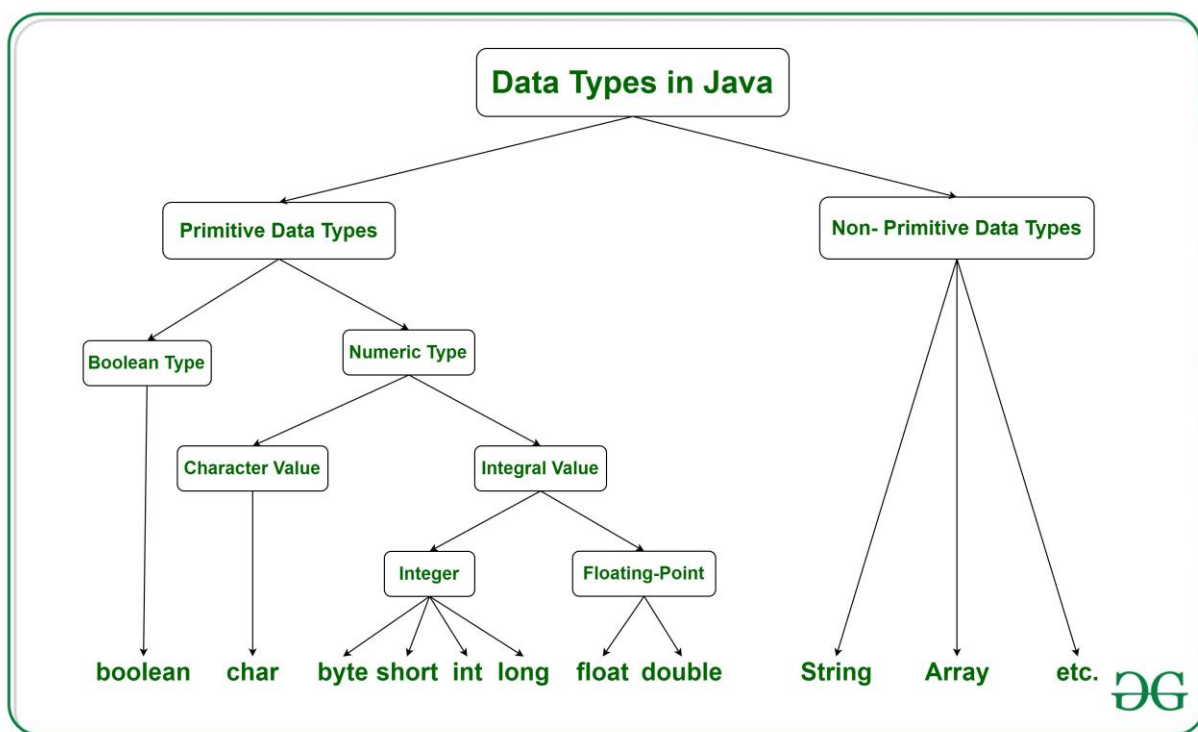 Data Types in Java
Primitive Data Types
Non- Primitive Data Types
Boolean Type
Numeric Type
Character Value
Integral Value
Integer
Floating-Point
boolean
char
byte
short
int
long
float
double
String
Array
etc.